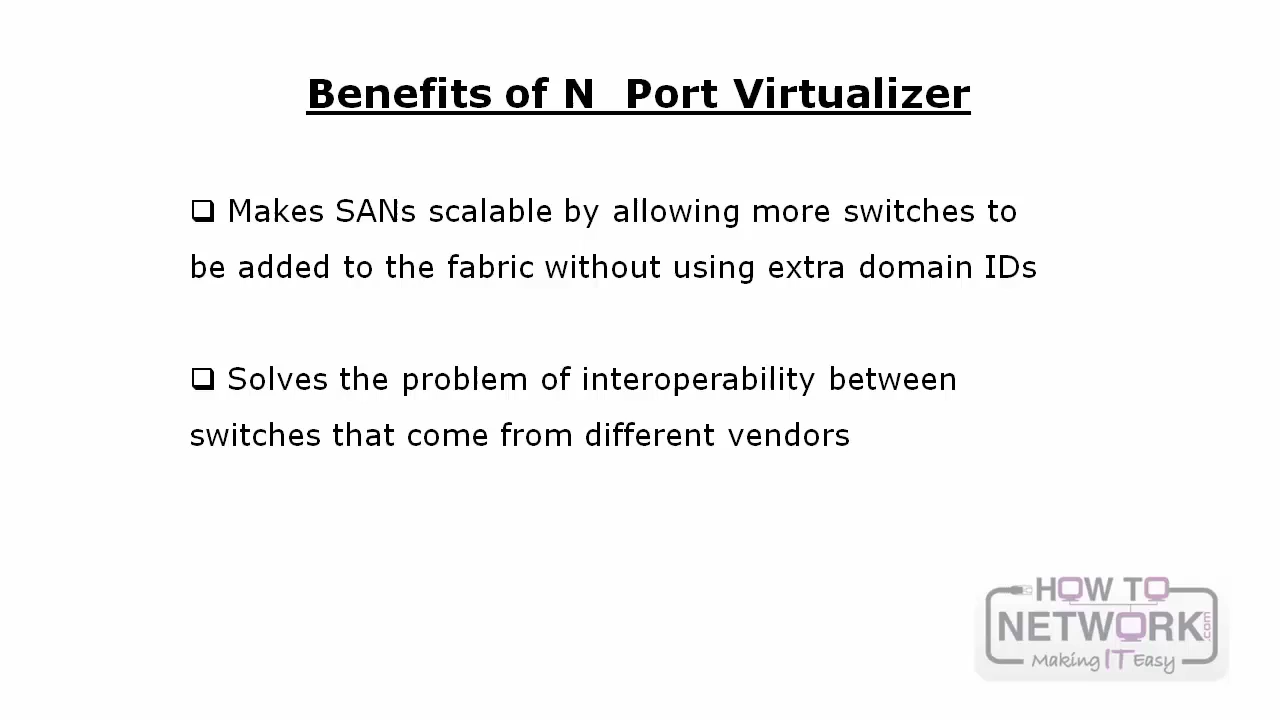 Benefits of N Port Virtualizer
❑ Makes SANs scalable by allowing more switches to
be added to the fabric without using extra domain IDs
❑ Solves the problem of interoperability between
switches that come from different vendors
HOW TO
NETWORK.com
Making IT Easy